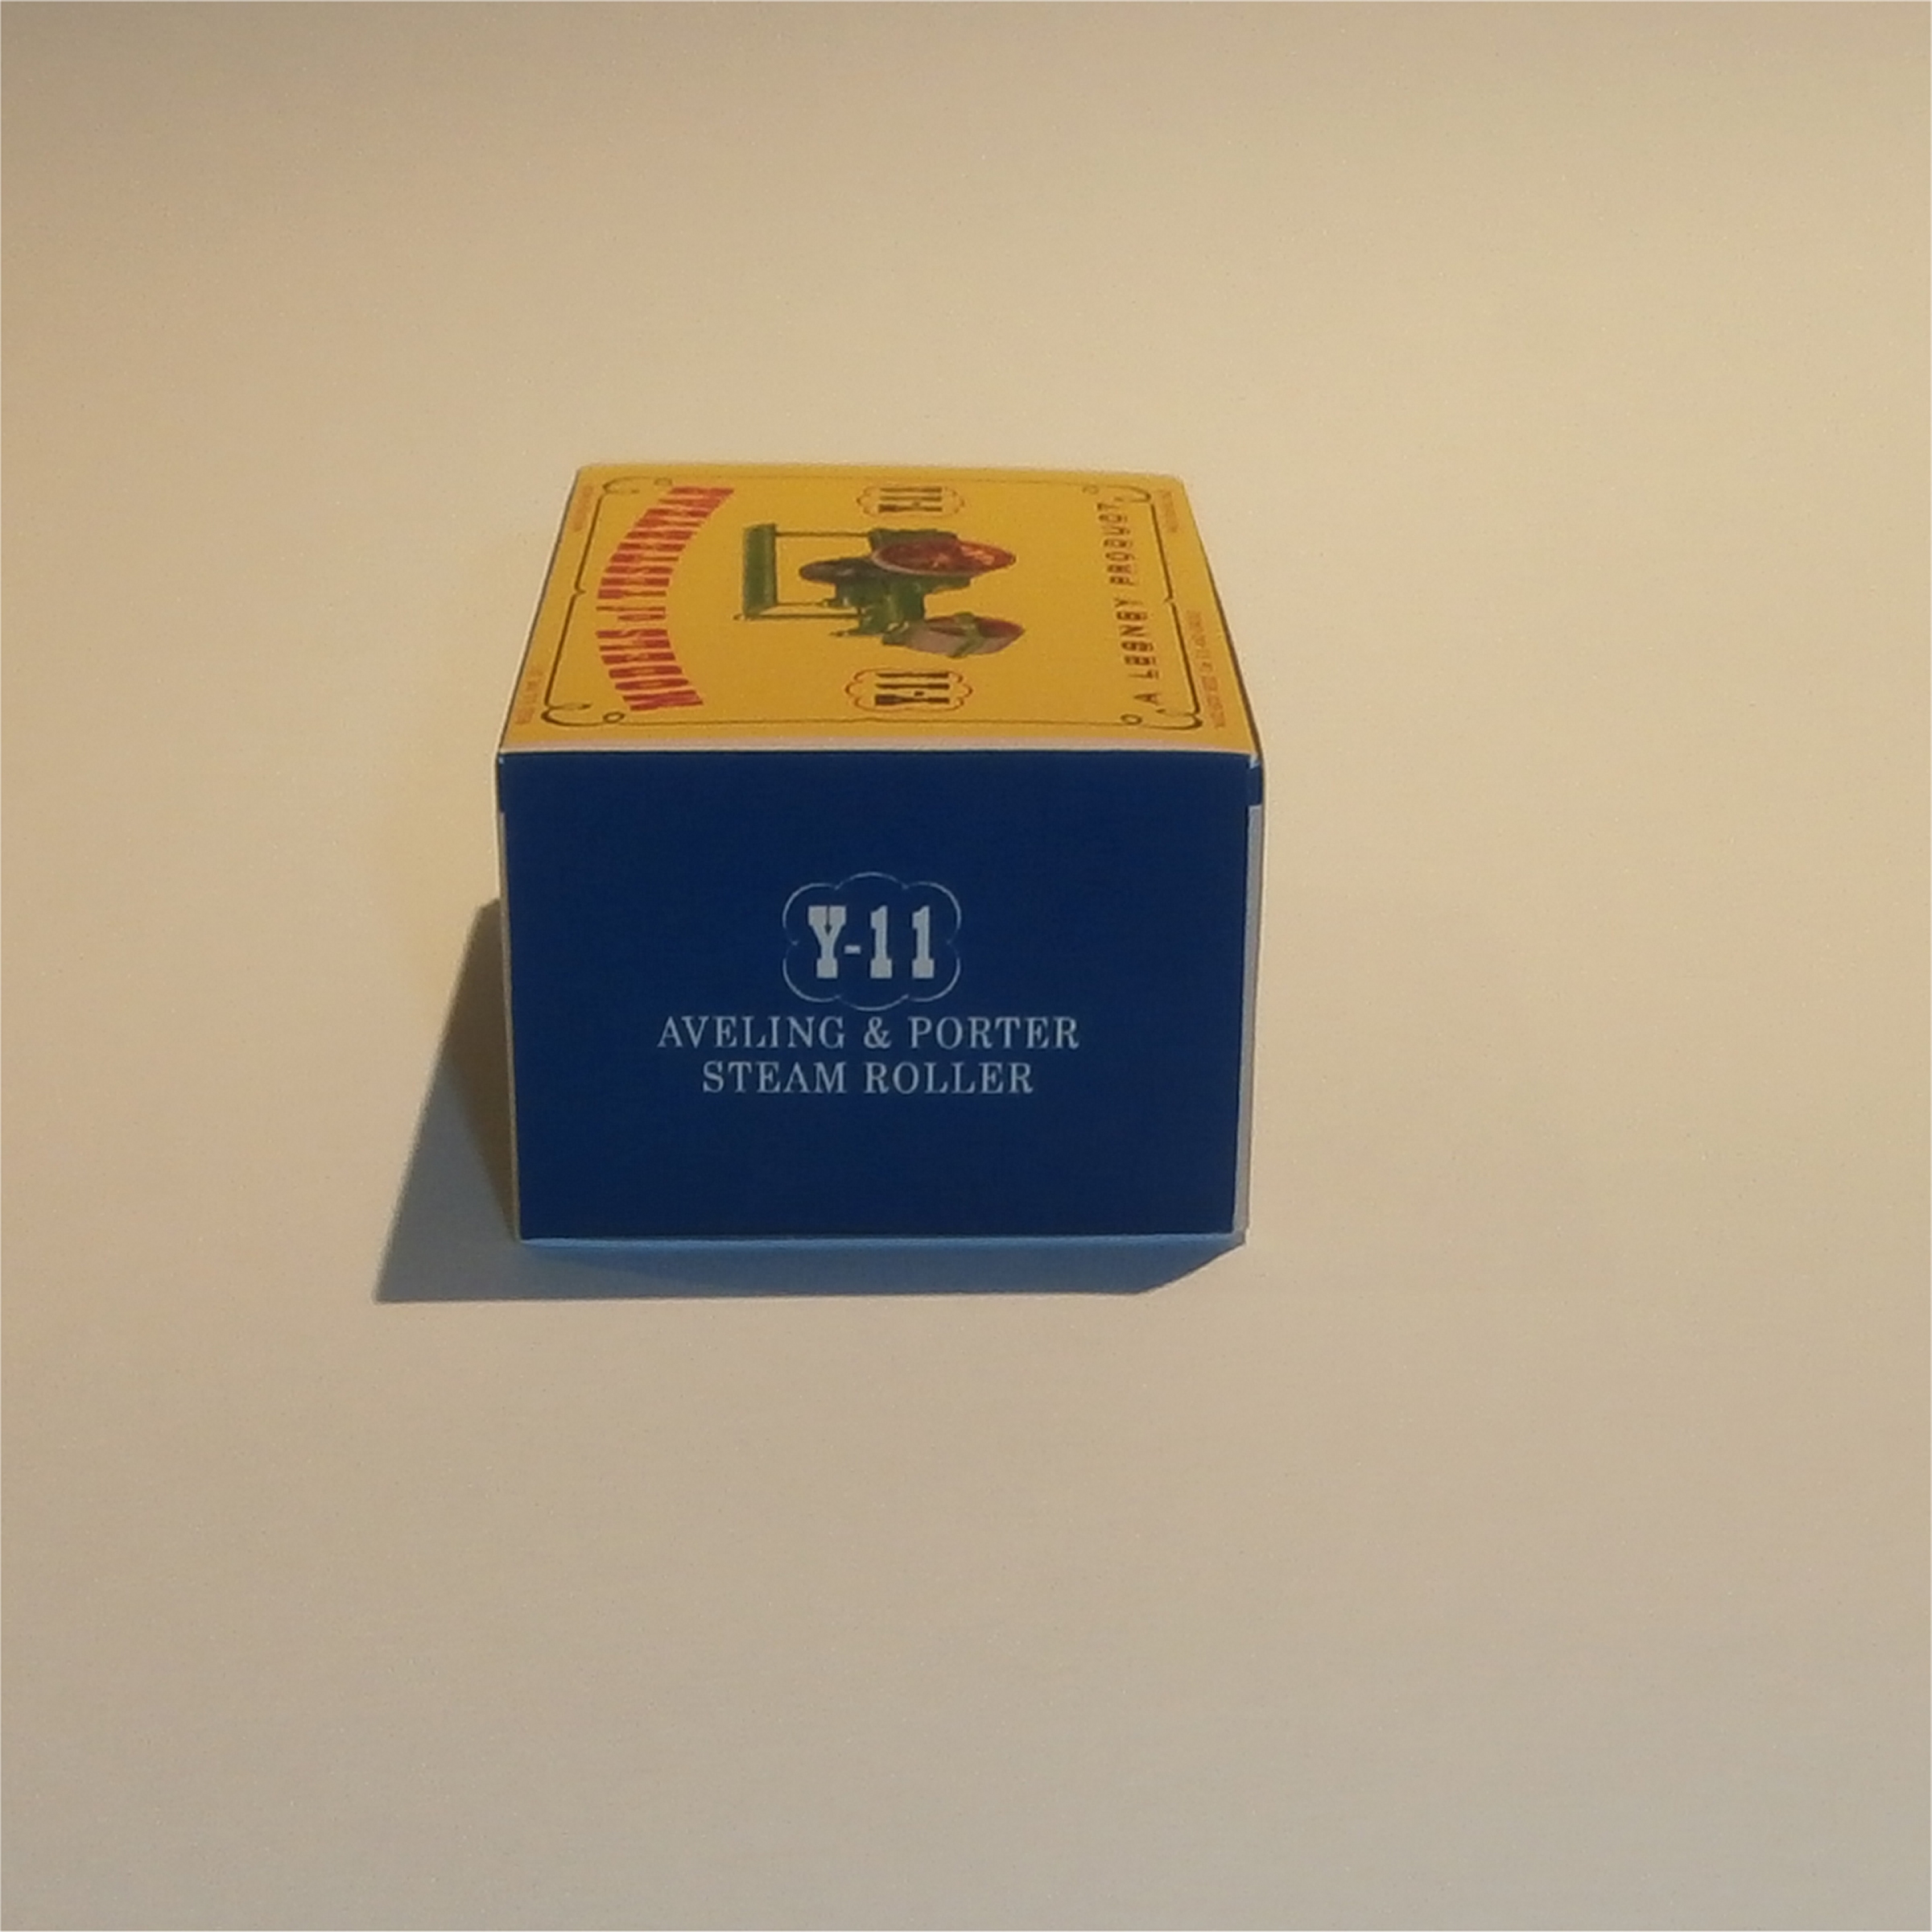 MODELS of YESTERYEAR
Y-11
Y-11
A LESNEY PRODUCT
Y-11
AVELING & PORTER
STEAM ROLLER